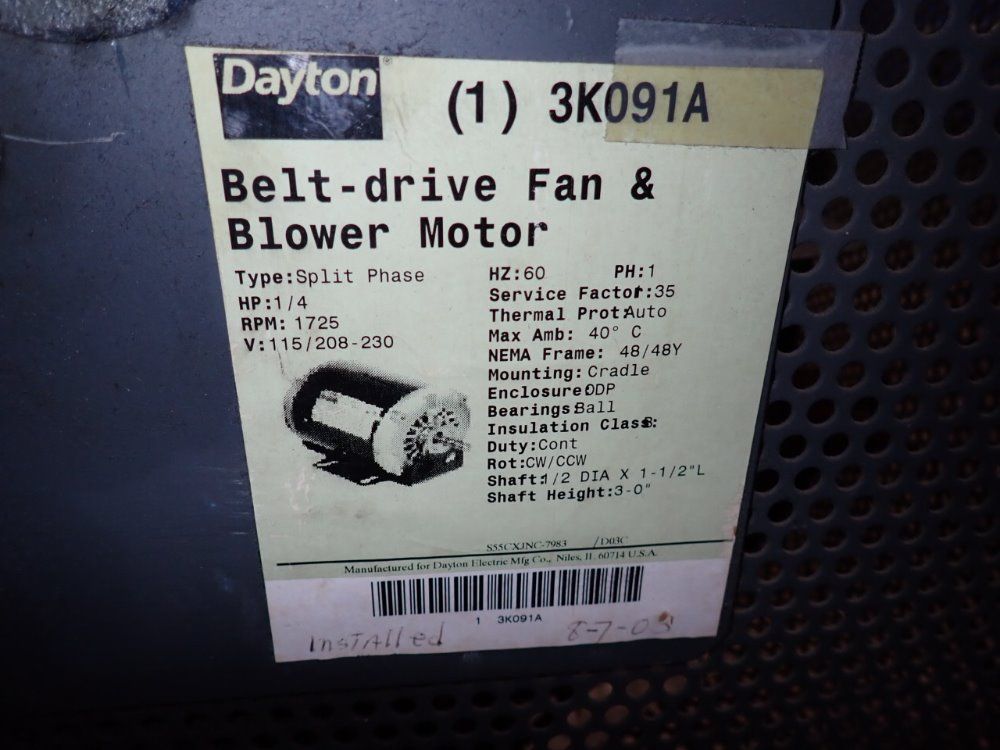 Dayton®
(1) 3K091A
Belt-drive Fan &
Blower Motor
Type:Split Phase
HP:1/4
RPM: 1725
V:115/208-230
HZ:60 PH:1
Service Factor:35
Thermal Prot:Auto
Max Amb: 40° C
NEMA Frame: 48/48Y
Mounting: Cradle
Enclosure:ODP
Bearings:Ball
Insulation Class:B
Duty:Cont
Rot:CW/CCW
Shaft:1/2 DIA X 1-1/2"L
Shaft Height:3-0"
S55CXJNC-7983 /D03C
Manufactured for Dayton Electric Mfg Co., Niles, IL 60714 U.S.A.
1 3K091A
InSTAlled 8-7-03